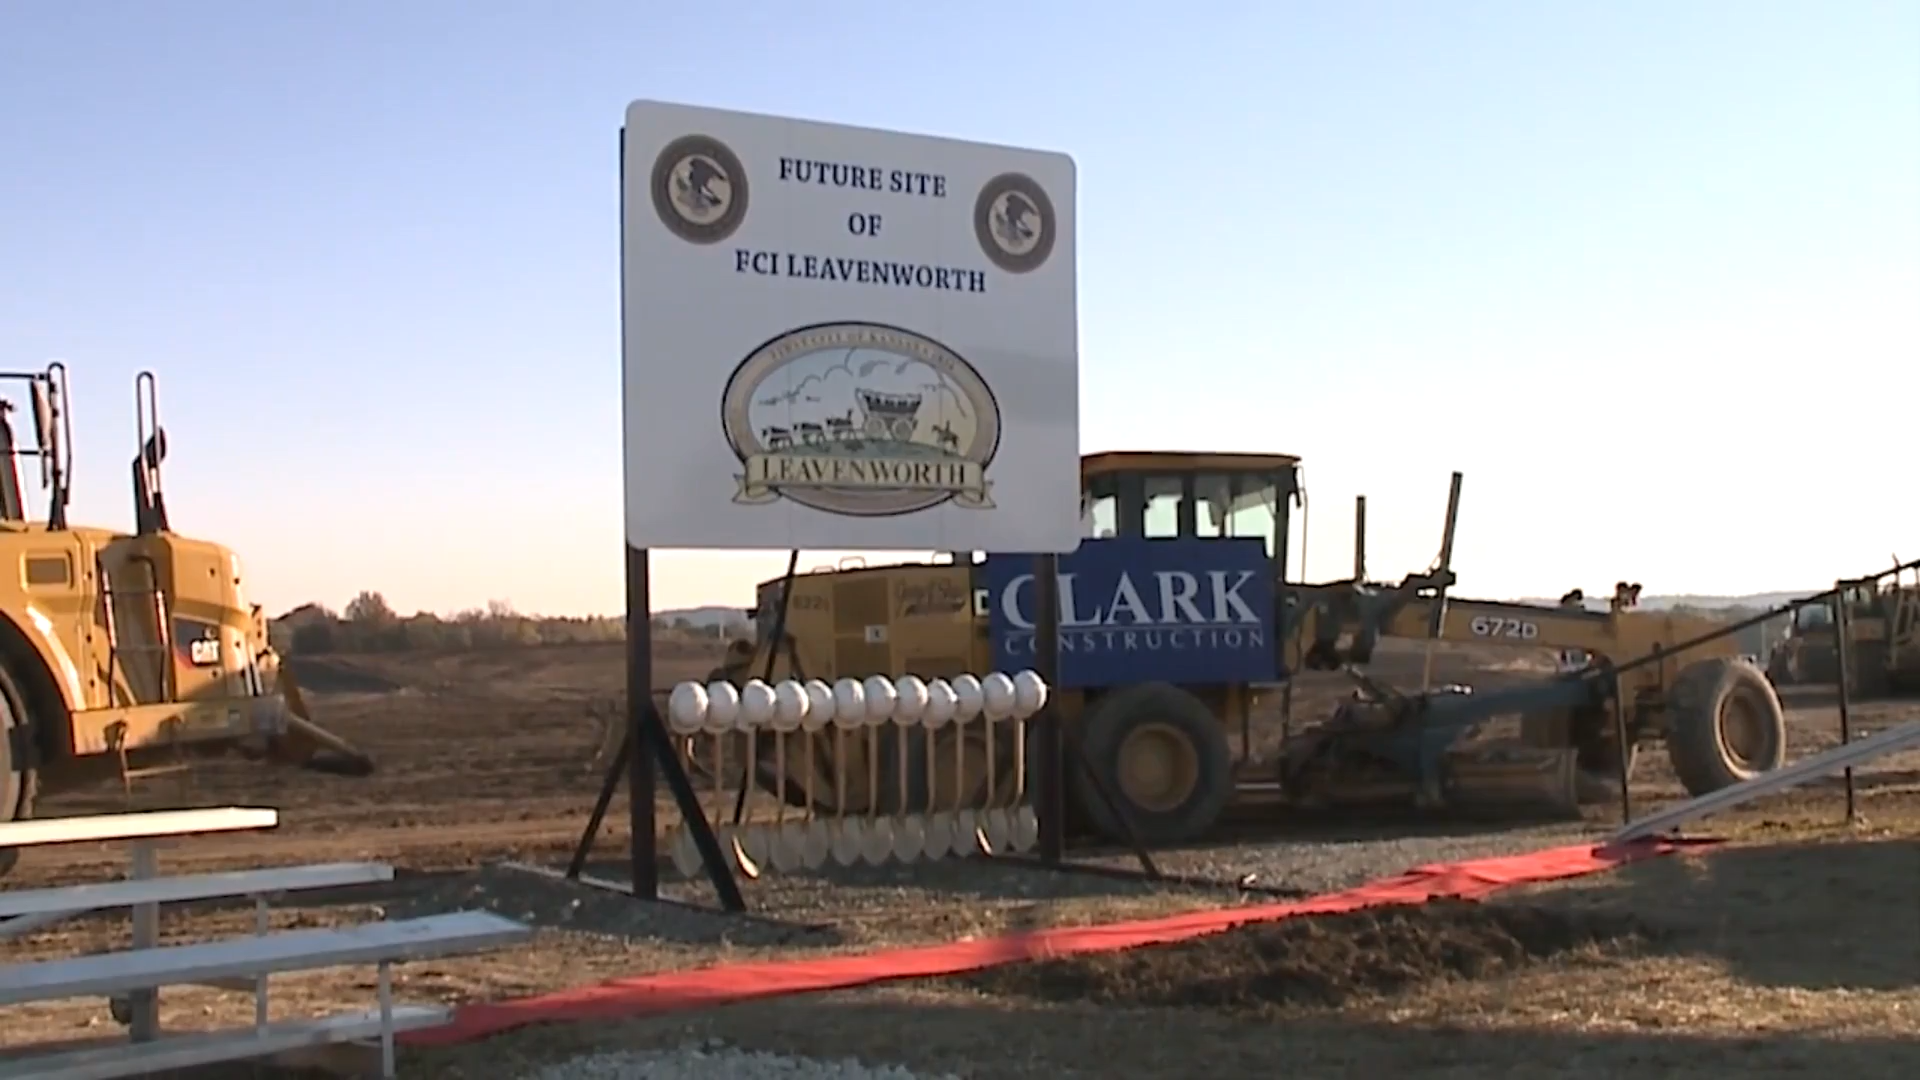 FUTURE SITE
OF
FCI LEAVENWORTH
LEAVENWORTH
CLARK
CONSTRUCTION
672D
CAT